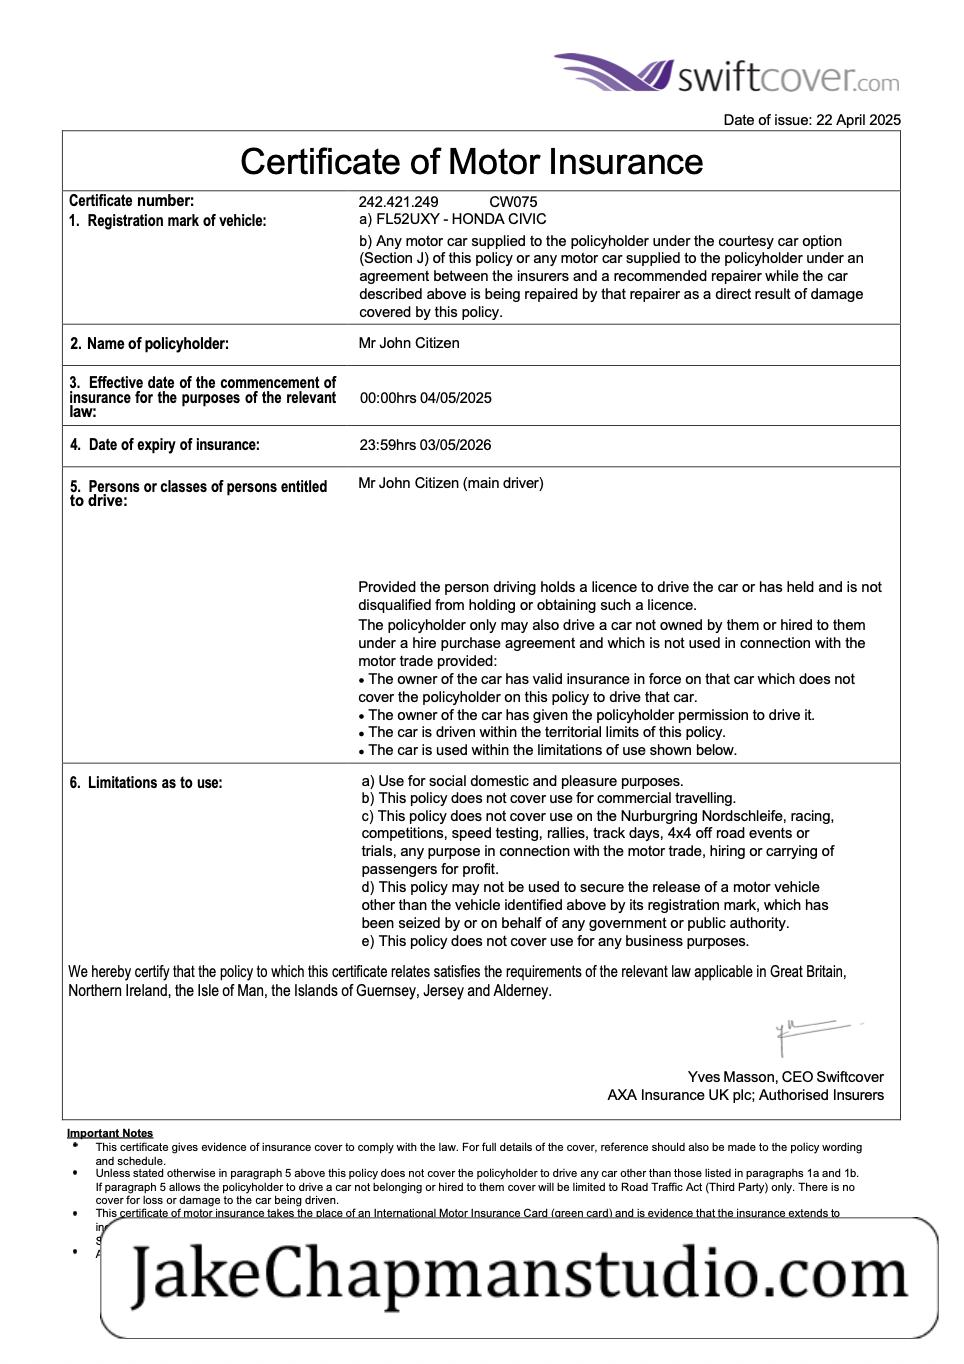 swiftcover.com
Date of issue: 22 April 2025
Certificate of Motor Insurance
Certificate number: 242.421.249 CW075
1. Registration mark of vehicle: a) FL52UXY - HONDA CIVIC
b) Any motor car supplied to the policyholder under the courtesy car option
(Section J) of this policy or any motor car supplied to the policyholder under an
agreement between the insurers and a recommended repairer while the car
described above is being repaired by that repairer as a direct result of damage
covered by this policy.
2. Name of policyholder: Mr John Citizen
3. Effective date of the commencement of
insurance for the purposes of the relevant
law:
00:00hrs 04/05/2025
4. Date of expiry of insurance: 23:59hrs 03/05/2026
5. Persons or classes of persons entitled
to drive:
Mr John Citizen (main driver)
Provided the person driving holds a licence to drive the car or has held and is not
disqualified from holding or obtaining such a licence.
The policyholder only may also drive a car not owned by them or hired to them
under a hire purchase agreement and which is not used in connection with the
motor trade provided:
• The owner of the car has valid insurance in force on that car which does not
cover the policyholder on this policy to drive that car.
• The owner of the car has given the policyholder permission to drive it.
• The car is driven within the territorial limits of this policy.
• The car is used within the limitations of use shown below.
6. Limitations as to use:
a) Use for social domestic and pleasure purposes.
b) This policy does not cover use for commercial travelling.
c) This policy does not cover use on the Nurburgring Nordschleife, racing,
competitions, speed testing, rallies, track days, 4x4 off road events or
trials, any purpose in connection with the motor trade, hiring or carrying of
passengers for profit.
d) This policy may not be used to secure the release of a motor vehicle
other than the vehicle identified above by its registration mark, which has
been seized by or on behalf of any government or public authority.
e) This policy does not cover use for any business purposes.
We hereby certify that the policy to which this certificate relates satisfies the requirements of the relevant law applicable in Great Britain,
Northern Ireland, the Isle of Man, the Islands of Guernsey, Jersey and Alderney.
Yves Masson, CEO Swiftcover
AXA Insurance UK plc; Authorised Insurers
Important Notes
• This certificate gives evidence of insurance cover to comply with the law. For full details of the cover, reference should also be made to the policy wording
and schedule.
• Unless stated otherwise in paragraph 5 above this policy does not cover the policyholder to drive any car other than those listed in paragraphs 1a and 1b.
If paragraph 5 allows the policyholder to drive a car not belonging or hired to them cover will be limited to Road Traffic Act (Third Party) only. There is no
cover for loss or damage to the car being driven.
• This certificate of motor insurance takes the place of an International Motor Insurance Card (green card) and is evidence that the insurance extends to
JakeChapmanstudio.com